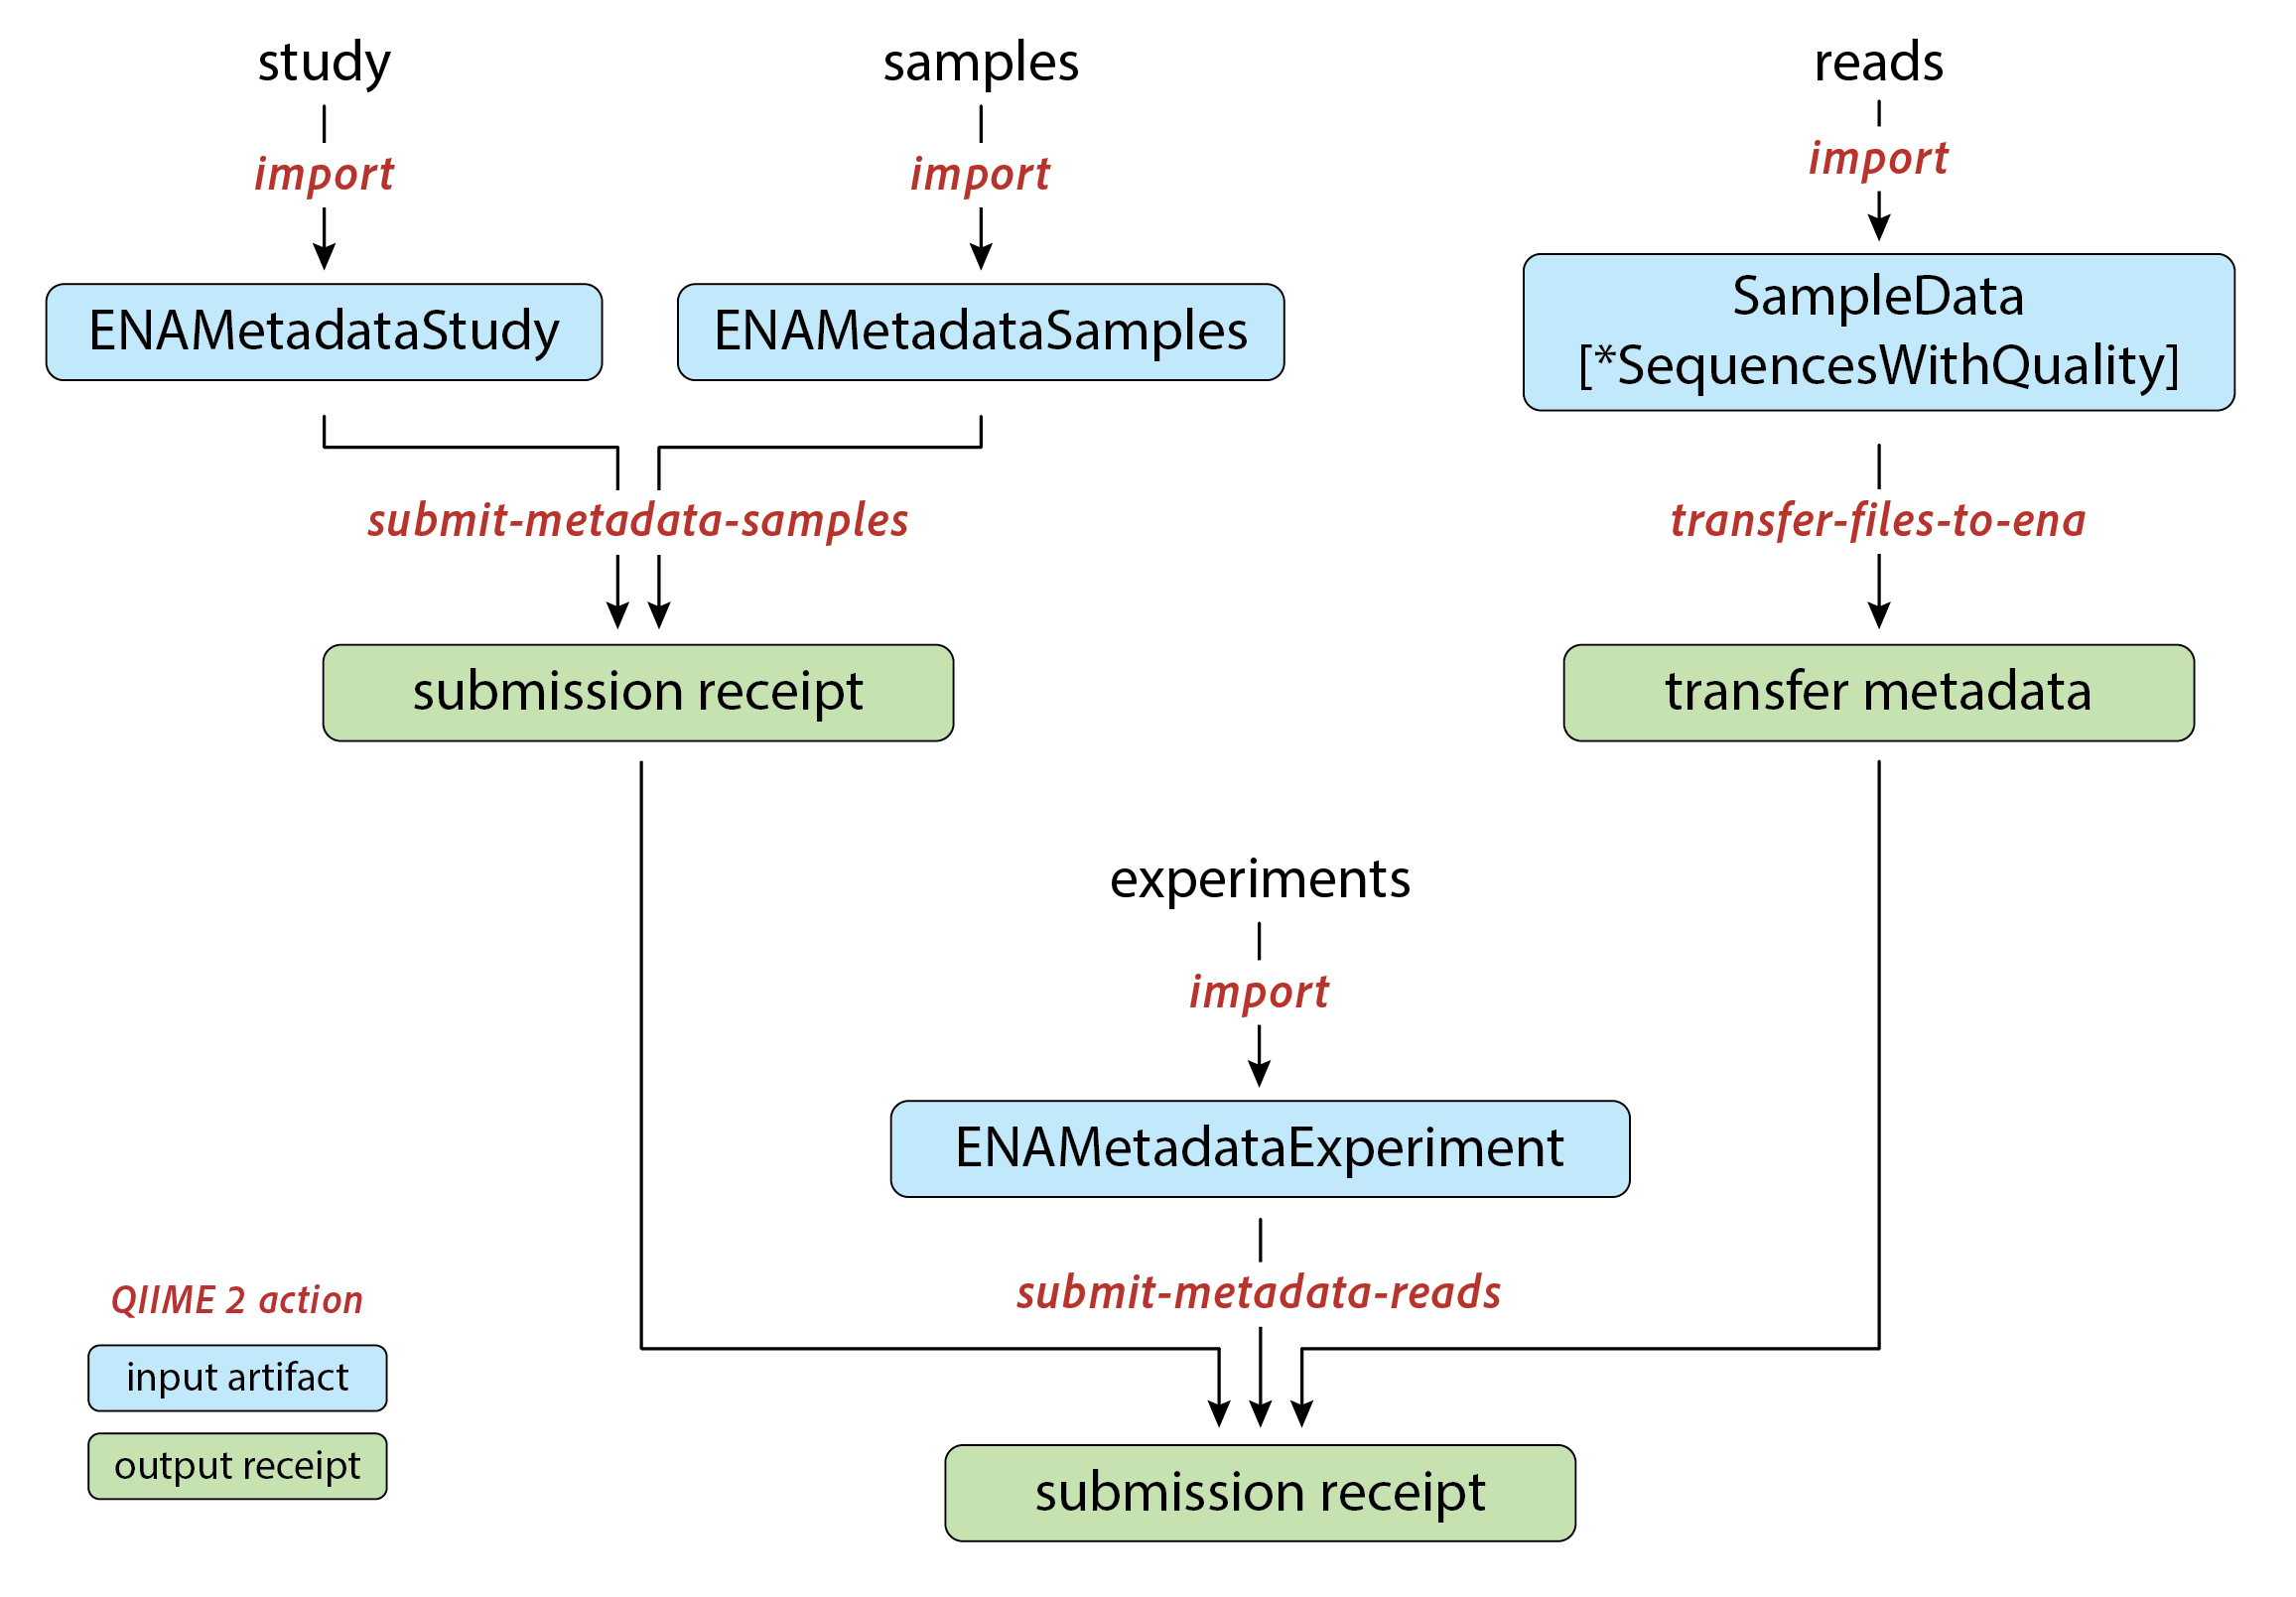 study
samples
reads
import
import
import
ENAMetadataStudy
ENAMetadataSamples
SampleData
[*SequencesWithQuality]
submit-metadata-samples
transfer-files-to-ena
submission receipt
transfer metadata
experiments
import
ENAMetadataExperiment
submit-metadata-reads
QIIME 2 action
input artifact
output receipt
submission receipt